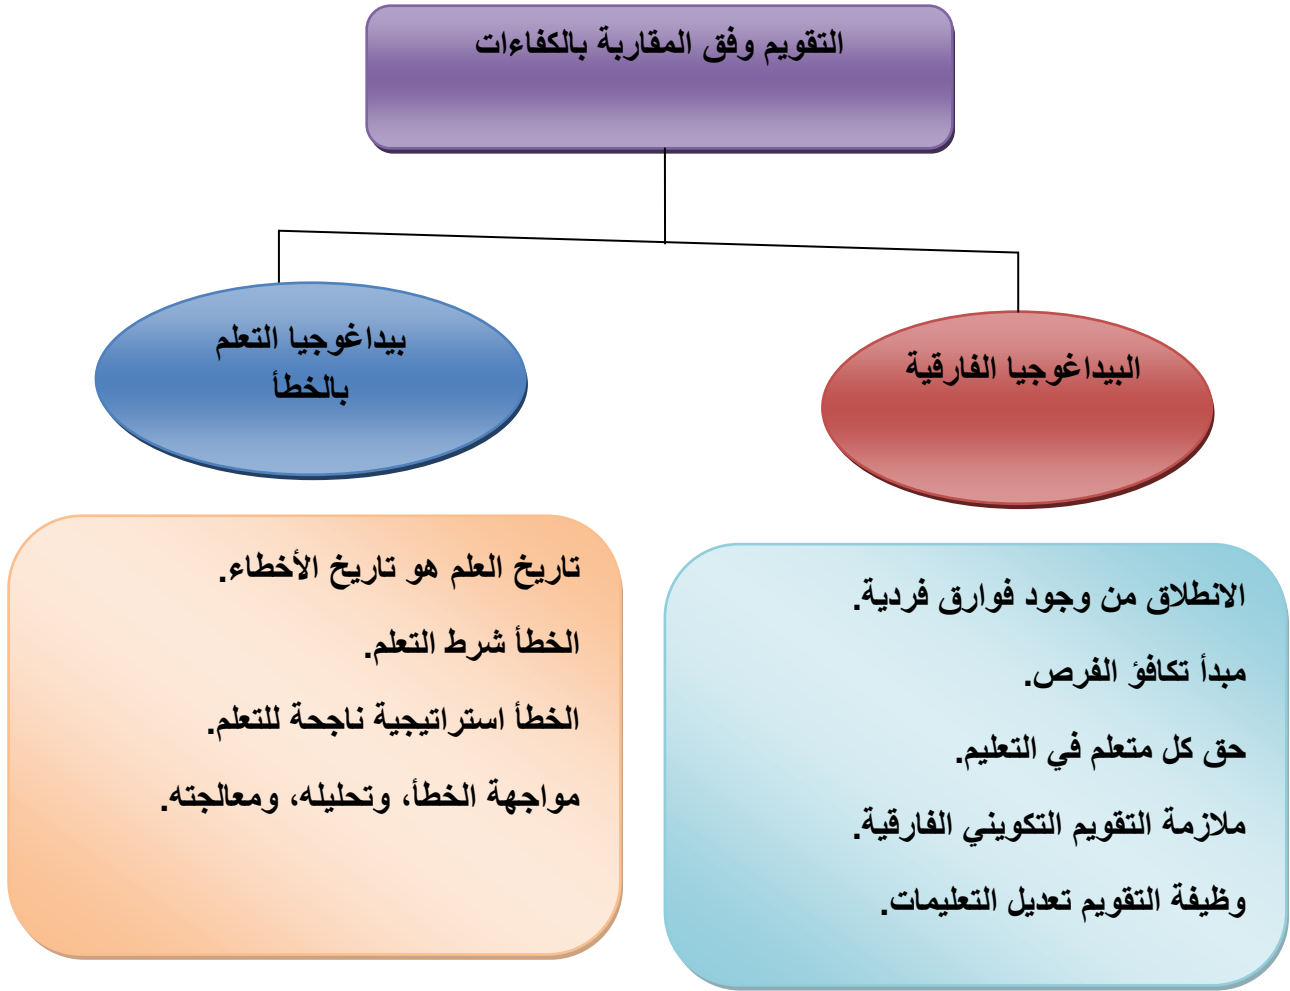 التقويم وفق المقاربة بالكفاءات
البيداغوجيا الفارقية
بيداغوجيا التعلم
بالخطأ
الانطلاق من وجود فوارق فردية.
مبدأ تكافؤ الفرص.
حق كل متعلم في التعليم.
ملازمة التقويم التكويني الفارقية.
وظيفة التقويم تعديل التعليمات.
تاريخ العلم هو تاريخ الأخطاء.
الخطأ شرط التعلم.
الخطأ استراتيجية ناجحة للتعلم.
مواجهة الخطأ، وتحليله، ومعالجته.